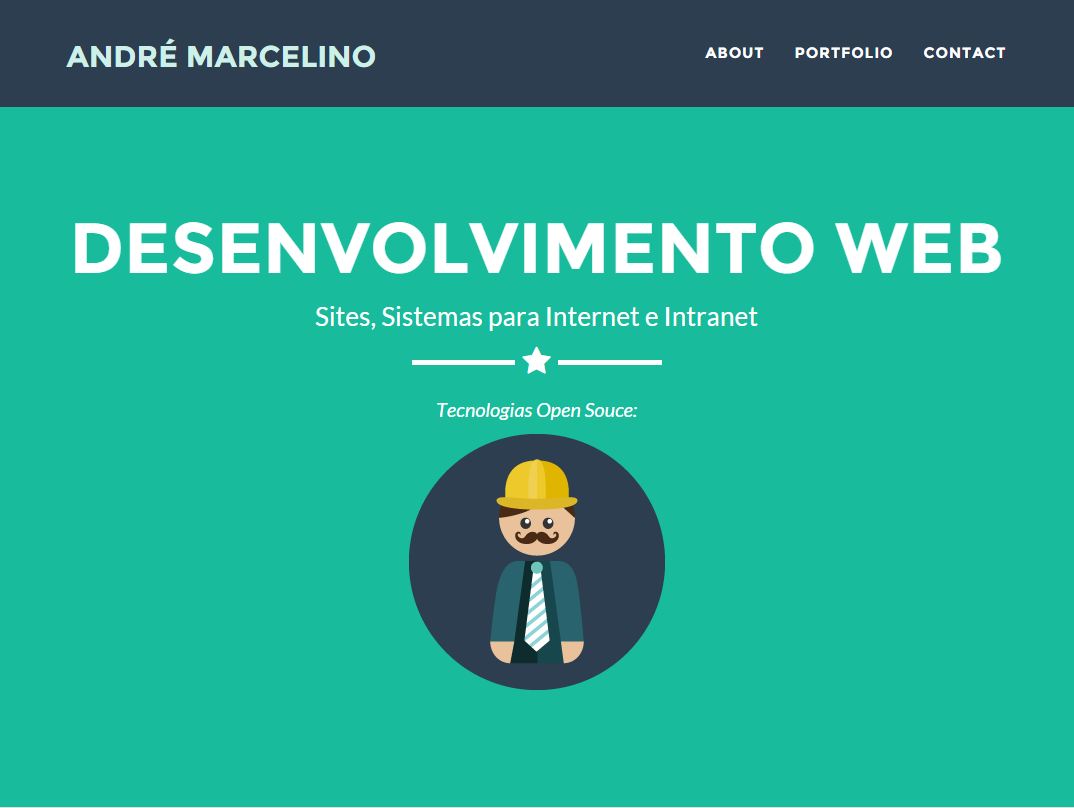 ANDRÉ MARCELINO
ABOUT PORTFOLIO CONTACT
DESENVOLVIMENTO WEB
Sites, Sistemas para Internet e Intranet
Tecnologias Open Souce: